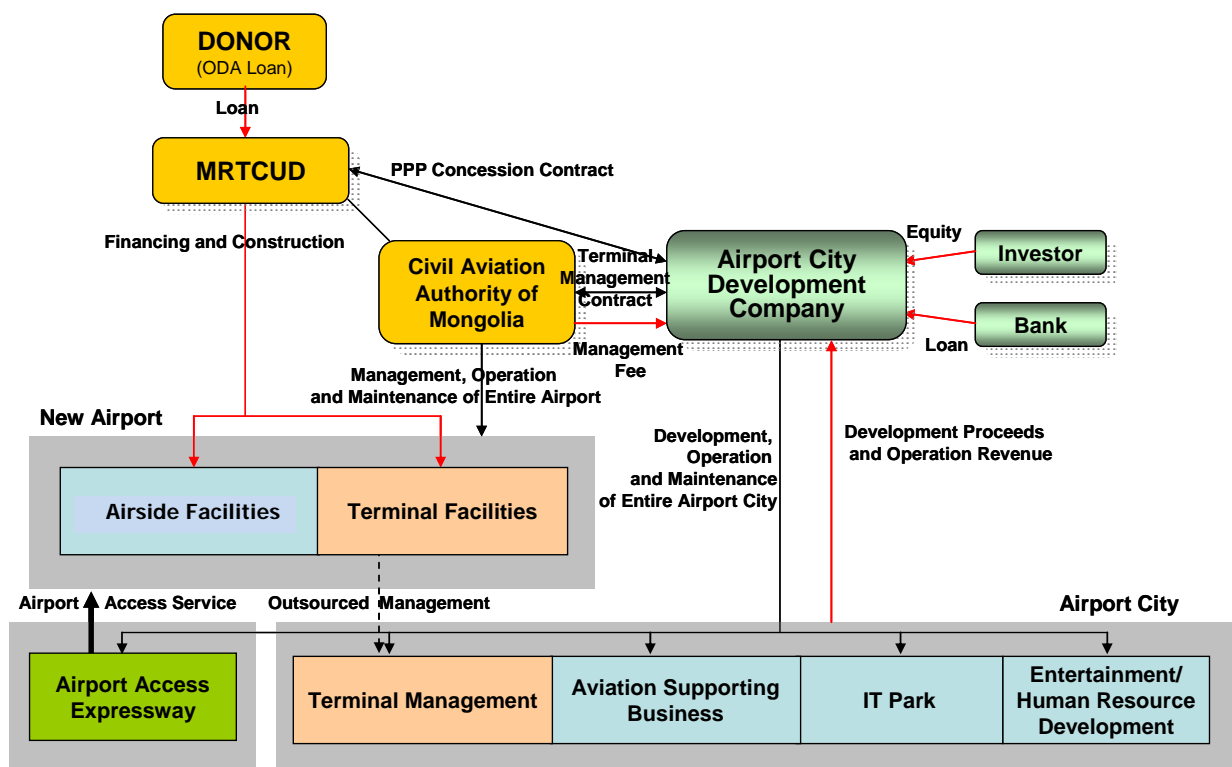 DONOR
(ODA Loan)
Loan
MRTCUD
PPP Concession Contract
Financing and Construction
Civil Aviation
Authority of
Mongolia
Terminal
Management
Contract
Management
Fee
Airport City
Development
Company
Equity
Investor
Bank
Loan
Management, Operation
and Maintenance of Entire Airport
New Airport
Development,
Operation
and Maintenance
of Entire Airport City
Development Proceeds
and Operation Revenue
Airside Facilities
Terminal Facilities
Airport Access Service
Outsourced Management
Airport City
Airport Access
Expressway
Terminal Management
Aviation Supporting
Business
IT Park
Entertainment/
Human Resource
Development